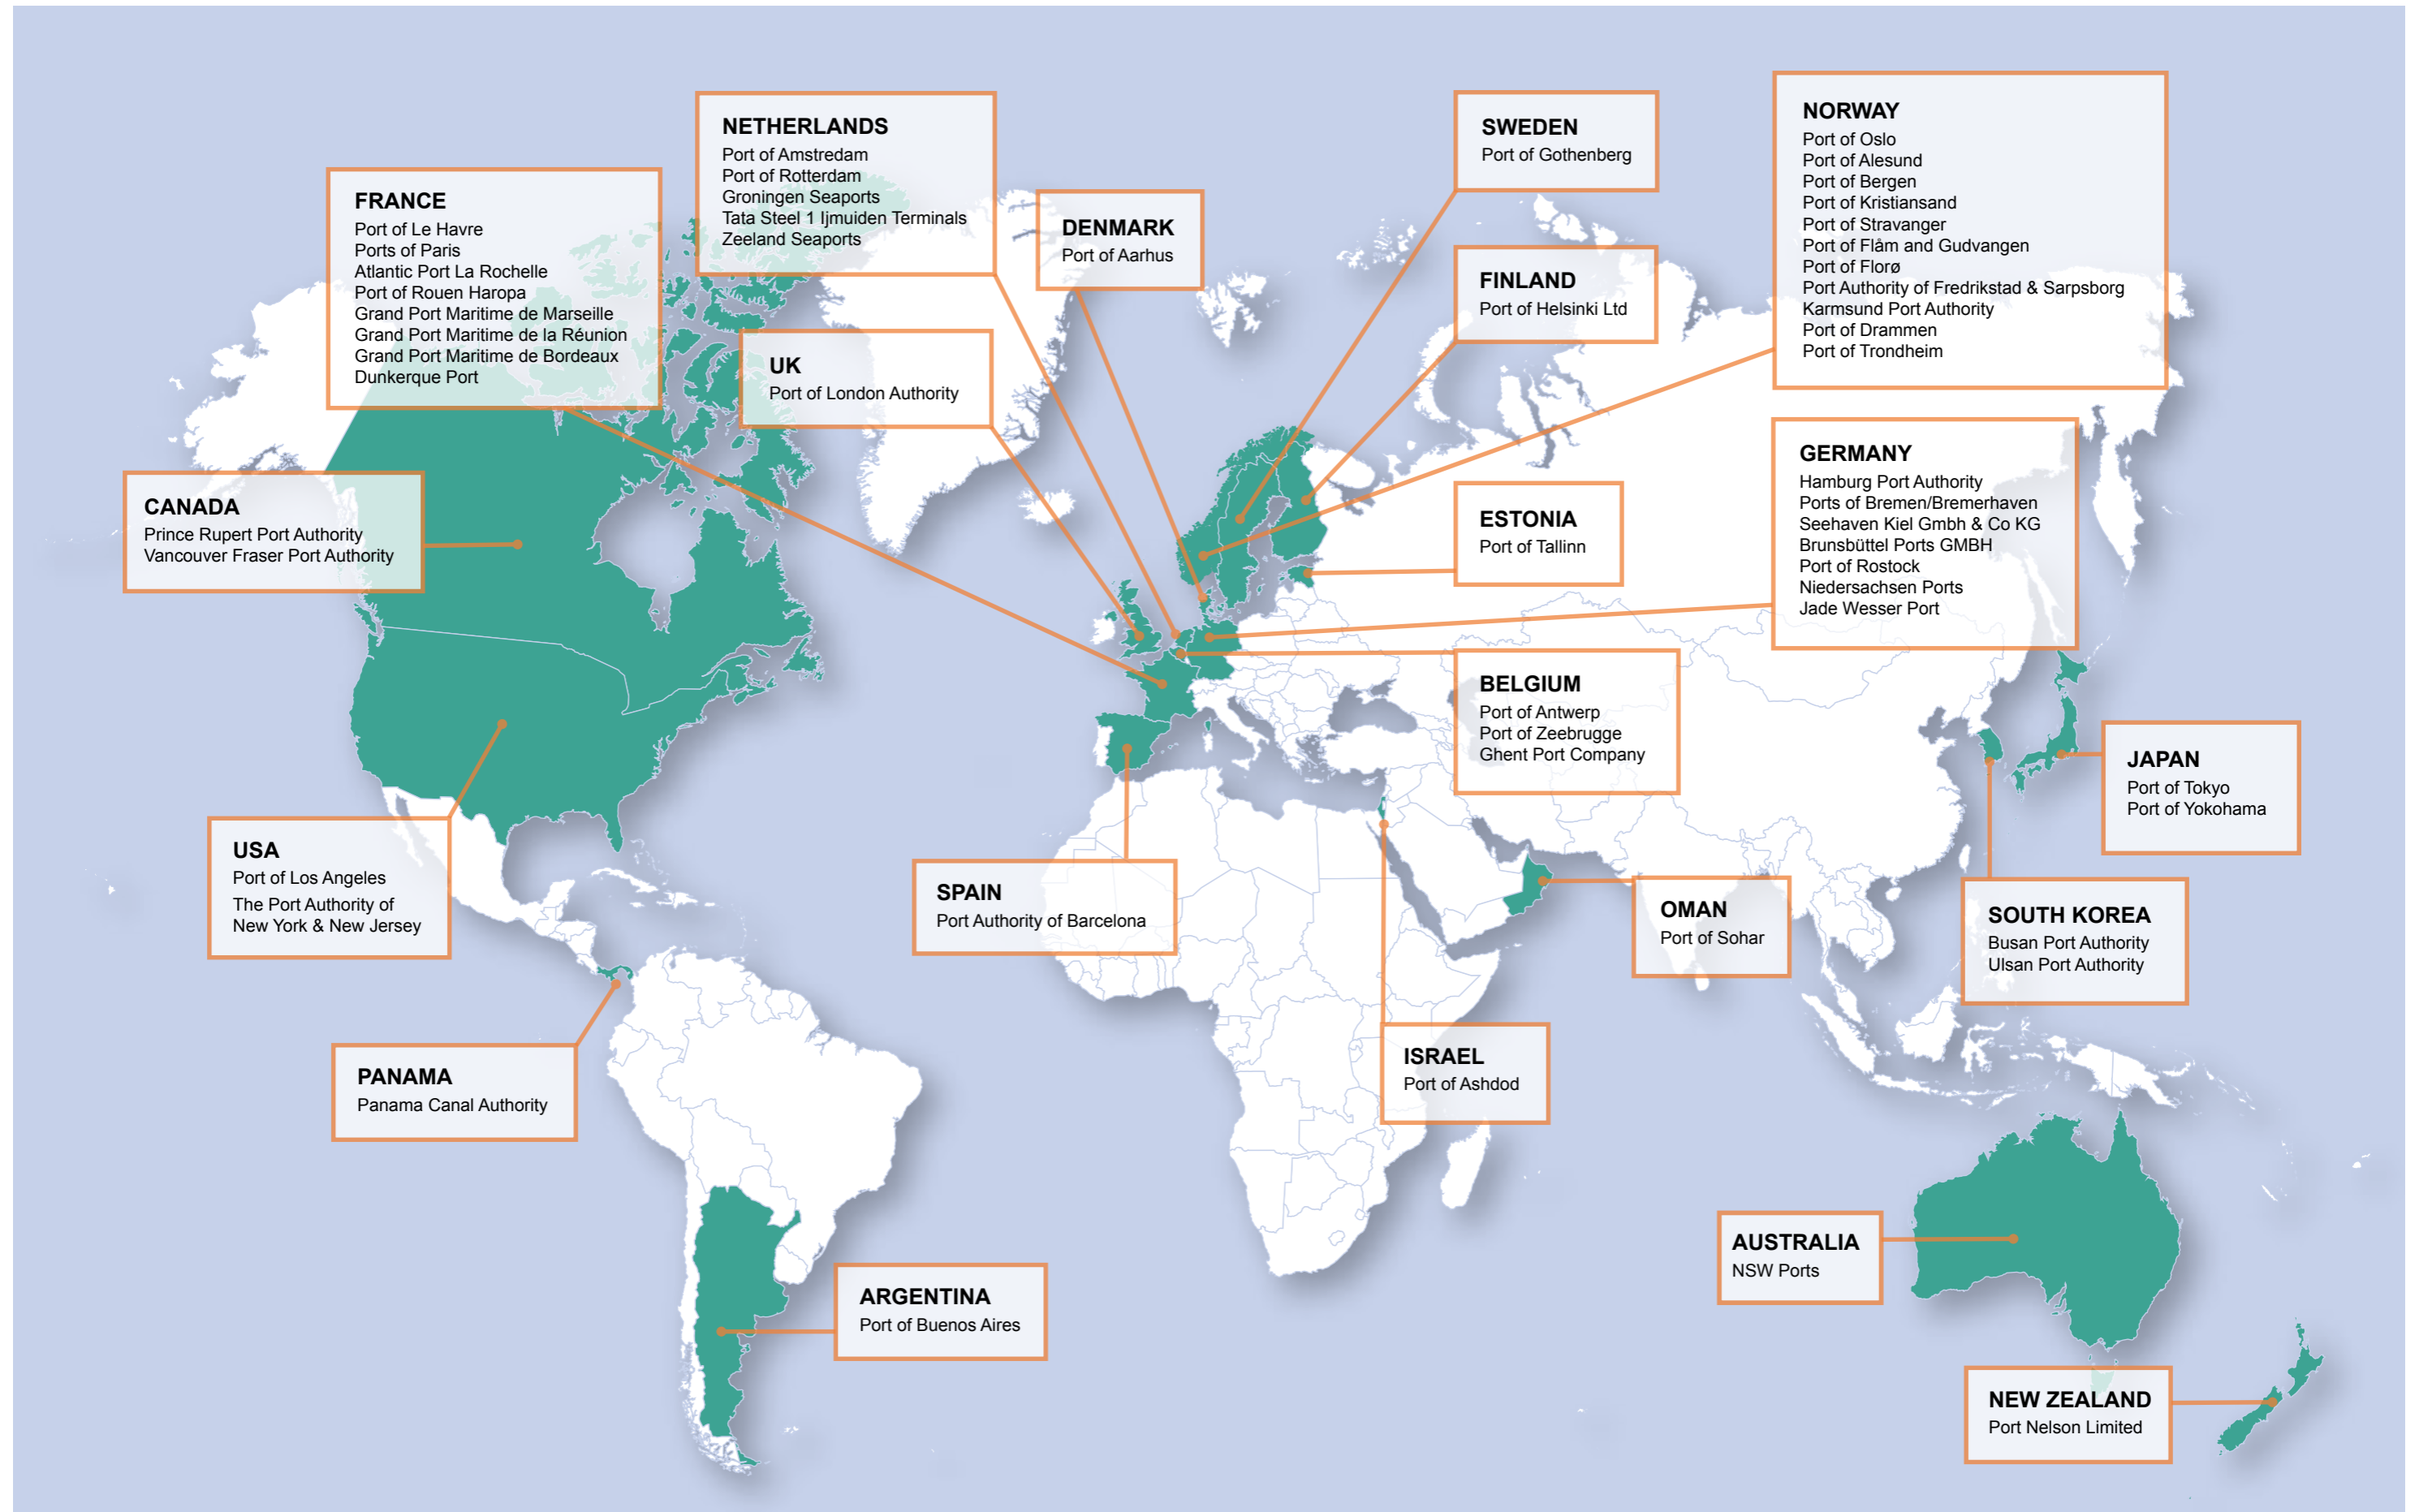 FRANCE
Port of Le Havre
Ports of Paris
Atlantic Port La Rochelle
Port of Rouen Haropa
Grand Port Maritime de Marseille
Grand Port Maritime de la Réunion
Grand Port Maritime de Bordeaux
Dunkerque Port
NETHERLANDS
Port of Amstredam
Port of Rotterdam
Groningen Seaports
Tata Steel 1 Ijmuiden Terminals
Zeeland Seaports
DENMARK
Port of Aarhus
UK
Port of London Authority
SWEDEN
Port of Gothenberg
FINLAND
Port of Helsinki Ltd
NORWAY
Port of Oslo
Port of Alesund
Port of Bergen
Port of Kristiansand
Port of Stravanger
Port of Flåm and Gudvangen
Port of Florø
Port Authority of Fredrikstad & Sarpsborg
Karmsund Port Authority
Port of Drammen
Port of Trondheim
CANADA
Prince Rupert Port Authority
Vancouver Fraser Port Authority
ESTONIA
Port of Tallinn
GERMANY
Hamburg Port Authority
Ports of Bremen/Bremerhaven
Seehaven Kiel Gmbh & Co KG
Brunsbüttel Ports GMBH
Port of Rostock
Niedersachsen Ports
Jade Wesser Port
BELGIUM
Port of Antwerp
Port of Zeebrugge
Ghent Port Company
JAPAN
Port of Tokyo
Port of Yokohama
USA
Port of Los Angeles
The Port Authority of
New York & New Jersey
SPAIN
Port Authority of Barcelona
OMAN
Port of Sohar
SOUTH KOREA
Busan Port Authority
Ulsan Port Authority
PANAMA
Panama Canal Authority
ISRAEL
Port of Ashdod
AUSTRALIA
NSW Ports
ARGENTINA
Port of Buenos Aires
NEW ZEALAND
Port Nelson Limited